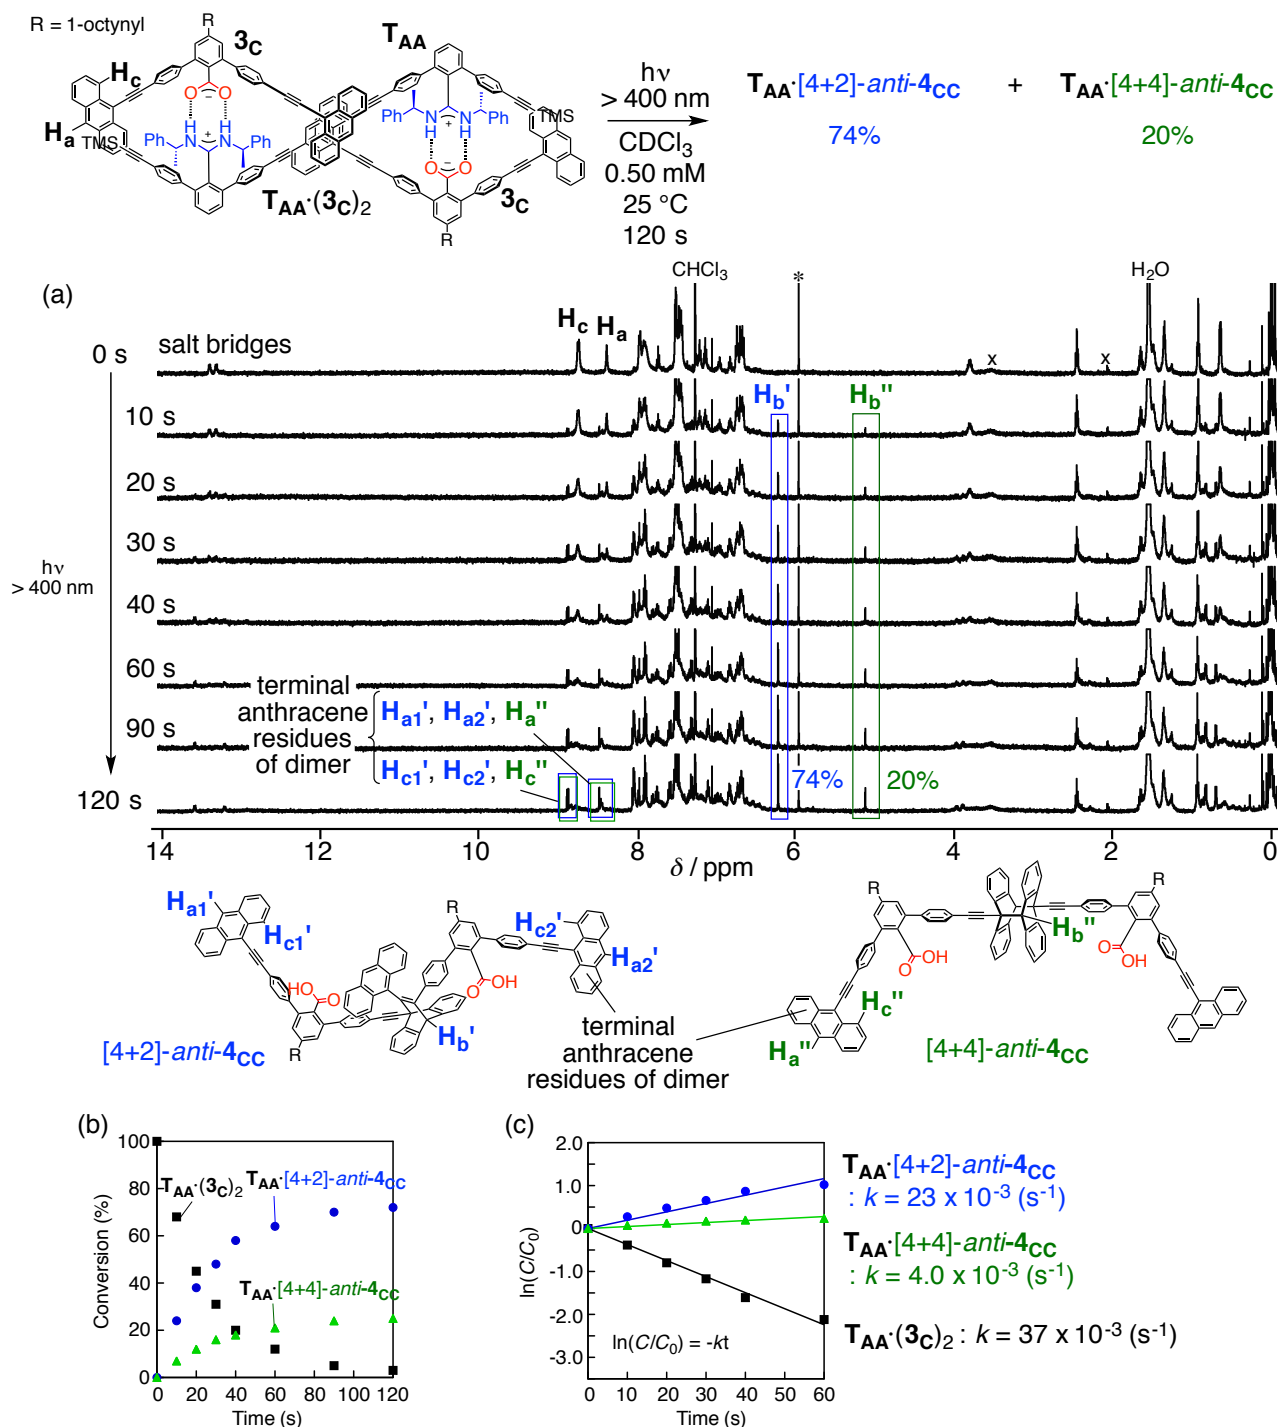 R = 1-octynyl
R
3C
TAA
Hc
Ha
TMS
O
O
−
H
H
N
N
+
Ph
Ph
TAA·(3C)2
Ph
Ph
N
N
+
H
H
TMS
O
O
−
3C
R
hν
> 400 nm
CDCl3
0.50 mM
25 °C
120 s
TAA·[4+2]-anti-4CC + TAA·[4+4]-anti-4CC
74% 20%
(a)
CHCl3
*
H2O
Hc
Ha
0 s
salt bridges
x
x
Hb'
Hb''
10 s
20 s
30 s
hν
> 400 nm
40 s
60 s
terminal
anthracene
residues
of dimer
Ha1', Ha2', Ha''
Hc1', Hc2', Hc''
90 s
120 s
74%
20%
14 12 10 8 6 4 2 0
δ / ppm
Ha1'
Hc1'
HO
O
R
R
Hc2'
Ha2'
O
OH
Hb'
[4+2]-anti-4CC
terminal
anthracene
residues of dimer
R
R
Hb''
O
OH
O
OH
Hc''
Ha''
[4+4]-anti-4CC
(b)
100
80
60
40
20
0
Conversion (%)
TAA·(3C)2
TAA·[4+2]-anti-4CC
TAA·[4+4]-anti-4CC
0 20 40 60 80 100 120
Time (s)
(c)
2.0
1.0
0
-1.0
-2.0
-3.0
ln(C/C0)
ln(C/C0) = -kt
0 10 20 30 40 50 60
Time (s)
TAA·[4+2]-anti-4CC
: k = 23 x 10-3 (s-1)
TAA·[4+4]-anti-4CC
: k = 4.0 x 10-3 (s-1)
TAA·(3C)2 : k = 37 x 10-3 (s-1)